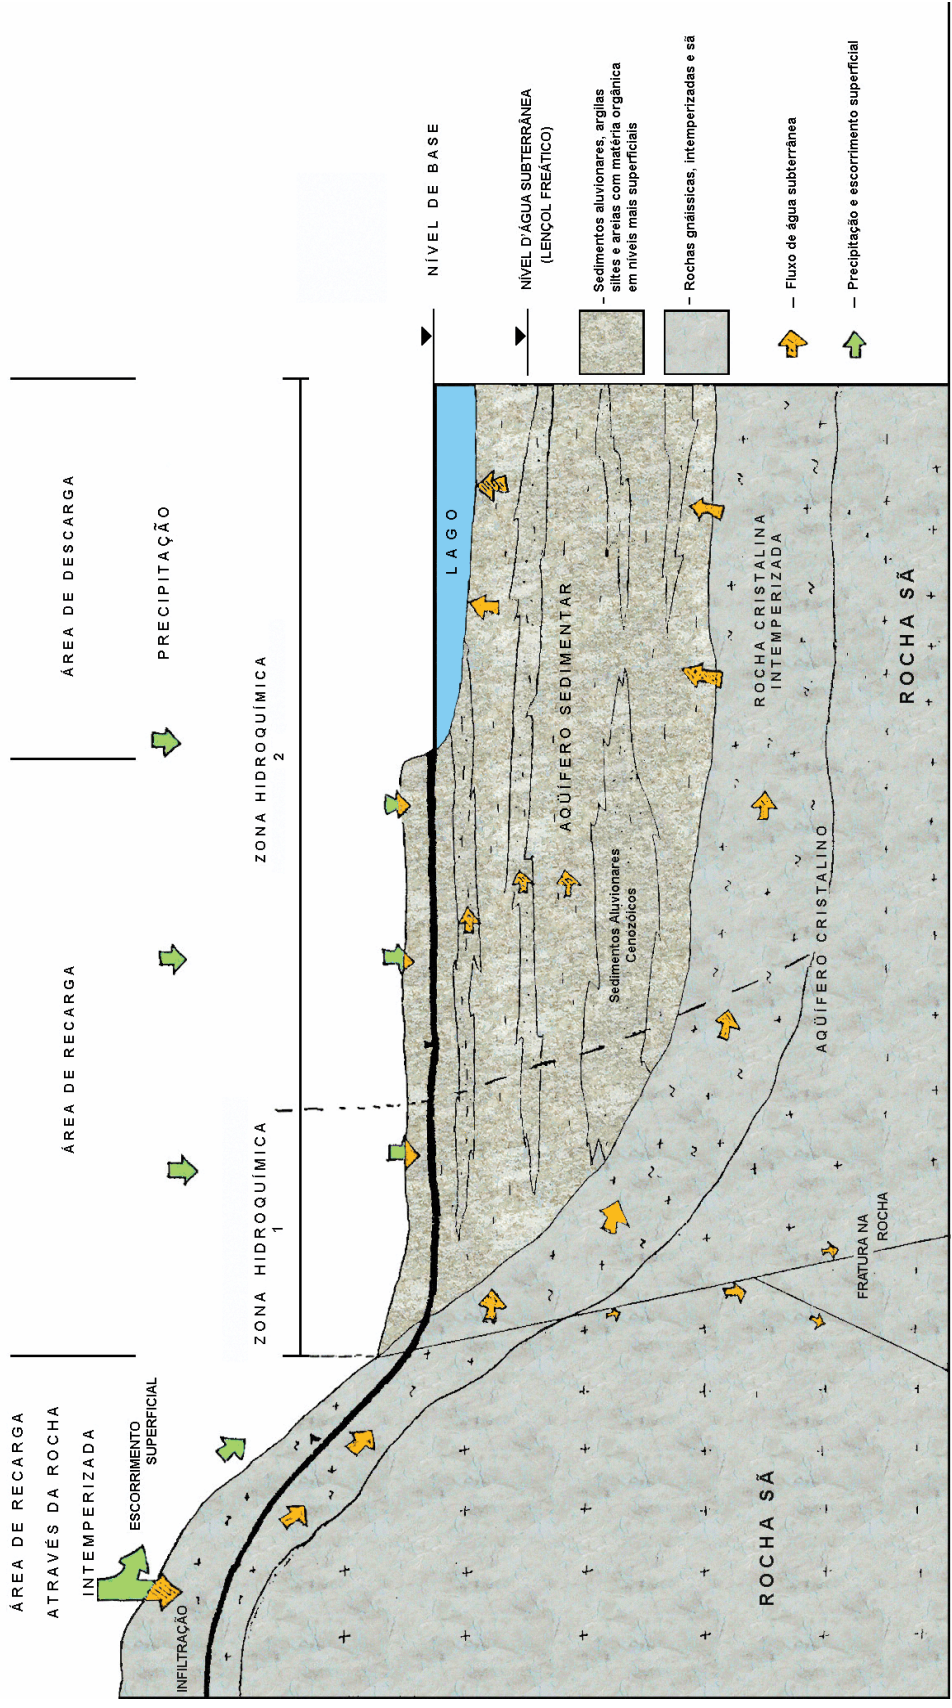 ÁREA DE RECARGA
ATRAVÉS DA ROCHA
INTEMPERIZADA
ÁREA DE RECARGA
ÁREA DE DESCARGA
ESCORRIMENTO
SUPERFICIAL
PRECIPITAÇÃO
INFILTRAÇÃO
ZONA HIDROQUÍMICA
1
ZONA HIDROQUÍMICA
2
NÍVEL DE BASE
LAGO
NÍVEL D'ÁGUA SUBTERRÂNEA
(LENÇOL FREÁTICO)
AQÜÍFERO SEDIMENTAR
Sedimentos Aluvionares
Cenozóicos
- Sedimentos aluvionares, argilas
siltes e areias com matéria orgânica
em níveis mais superficiais
- Rochas gnáissicas, intemperizadas e sã
ROCHA CRISTALINA
INTEMPERIZADA
— Fluxo de água subterrânea
AQÜÍFERO CRISTALINO
— Precipitação e escorrimento superficial
FRATURA NA
ROCHA
ROCHA SÃ
ROCHA SÃ